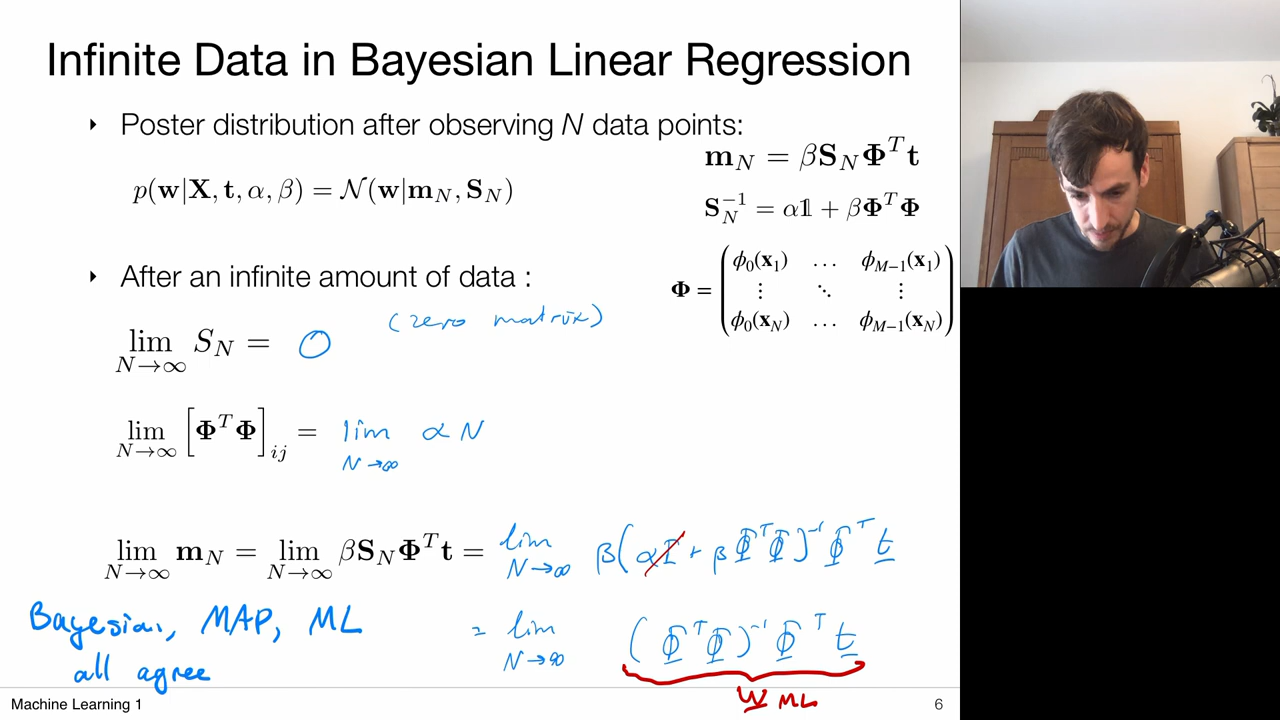 Infinite Data in Bayesian Linear Regression
‣ Poster distribution after observing N data points:
p(w|X, t, α, β) = 𝒩(w|m_N, S_N)
m_N = βS_NΦ^T t
S_N^{-1} = α𝟙 + βΦ^TΦ
Φ = ( φ_0(x_1) … φ_{M−1}(x_1)
⋮ ⋱ ⋮
φ_0(x_N) … φ_{M−1}(x_N) )
‣ After an infinite amount of data :
(zero matrix)
lim_{N→∞} S_N = O
lim_{N→∞} [Φ^TΦ]_{ij} = lim_{N→∞} α N
lim_{N→∞} m_N = lim_{N→∞} βS_NΦ^T t = lim_{N→∞} β(αI + βΦ^TΦ)^{-1} Φ^T t
= lim_{N→∞} (Φ^TΦ)^{-1} Φ^T t
w ML
Bayesian, MAP, ML
all agree
Machine Learning 1
6